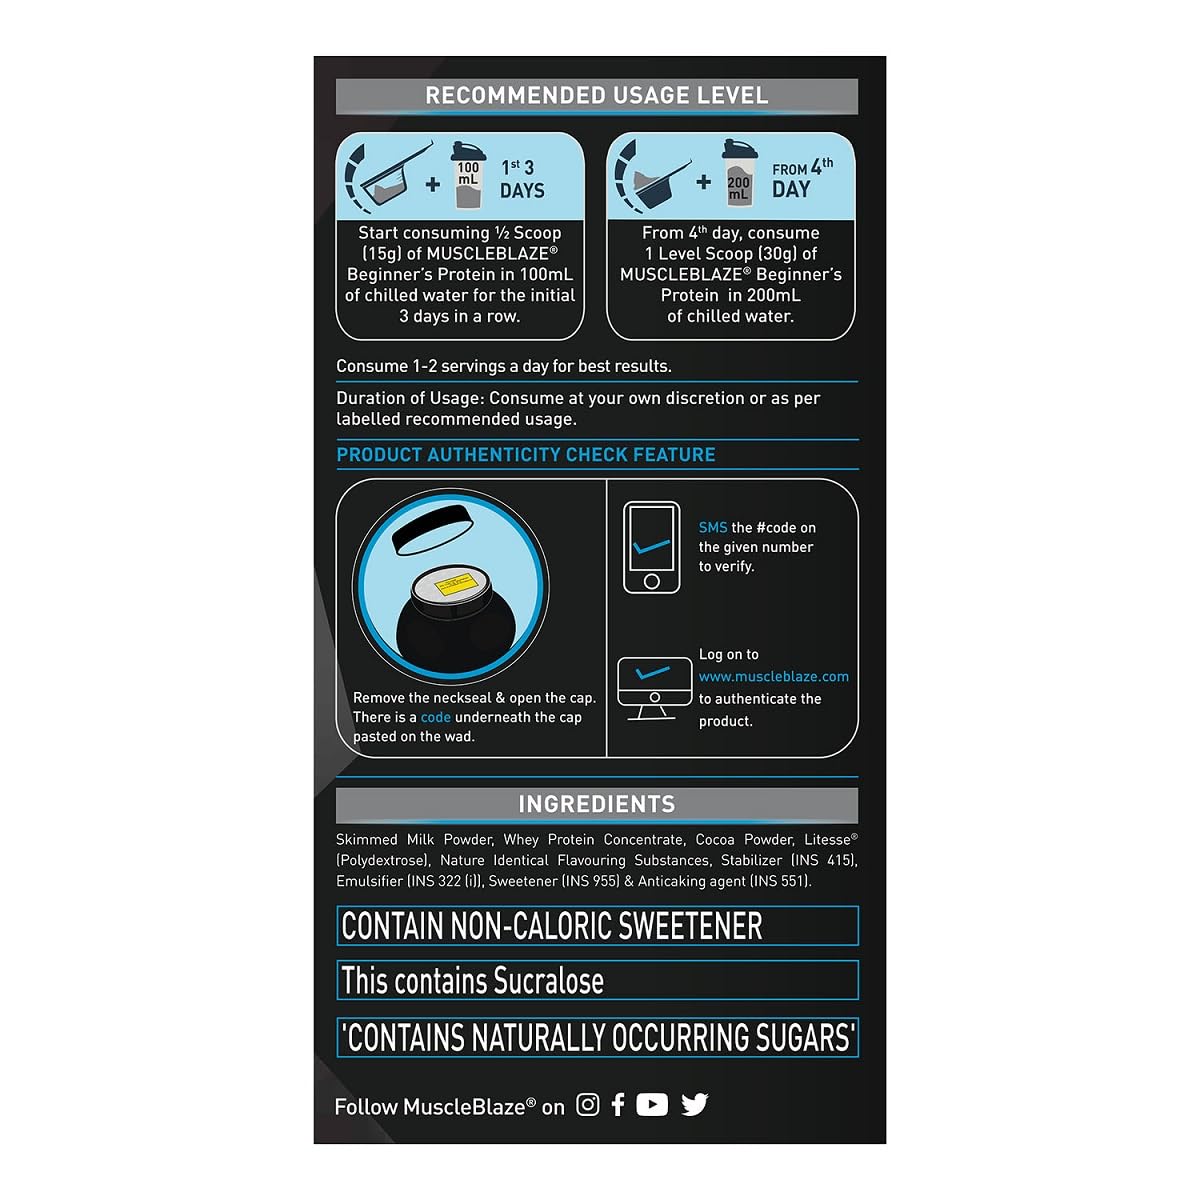 RECOMMENDED USAGE LEVEL
100
mL
1st 3
DAYS
Start consuming ½ Scoop
(15g) of MUSCLEBLAZE®
Beginner's Protein in 100mL
of chilled water for the initial
3 days in a row.
200
mL
FROM 4th
DAY
From 4th day, consume
1 Level Scoop (30g) of
MUSCLEBLAZE® Beginner's
Protein in 200mL
of chilled water.
Consume 1-2 servings a day for best results.
Duration of Usage: Consume at your own discretion or as per
labelled recommended usage.
PRODUCT AUTHENTICITY CHECK FEATURE
Remove the neckseal & open the cap.
There is a code underneath the cap
pasted on the wad.
SMS the #code on
the given number
to verify.
Log on to
www.muscleblaze.com
to authenticate the
product.
INGREDIENTS
Skimmed Milk Powder, Whey Protein Concentrate, Cocoa Powder, Litesse®
(Polydextrose), Nature Identical Flavouring Substances, Stabilizer (INS 415),
Emulsifier (INS 322 (i)), Sweetener (INS 955) & Anticaking agent (INS 551).
CONTAIN NON-CALORIC SWEETENER
This contains Sucralose
'CONTAINS NATURALLY OCCURRING SUGARS'
Follow MuscleBlaze® on